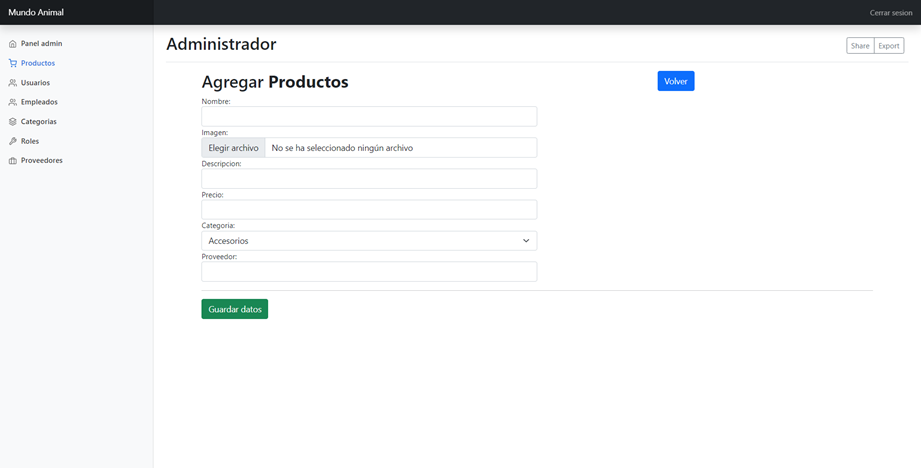 Mundo Animal
Cerrar sesion
Panel admin
Productos
Usuarios
Empleados
Categorias
Roles
Proveedores
Administrador
Share Export
Agregar Productos
Volver
Nombre:
Imagen:
Elegir archivo No se ha seleccionado ningún archivo
Descripcion:
Precio:
Categoria:
Accesorios
Proveedor:
Guardar datos